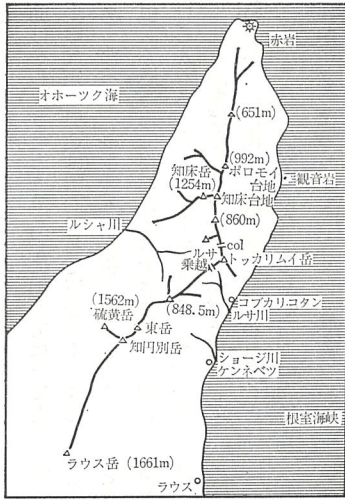 赤岩
オホーツク海
(651m)
(992m)
ポロモイ
台地
観音岩
知床岳
(1254m)
知床台地
ルシャ川
(860m)
col
ルサ
乗越
トッカリムイ岳
コブカリ・コタン
ルサ川
(1562m)
硫黄岳
(848.5m)
東岳
知円別岳
ショージ川
ケンネベツ
根室海峡
ラウス岳 (1661m)
ラウス